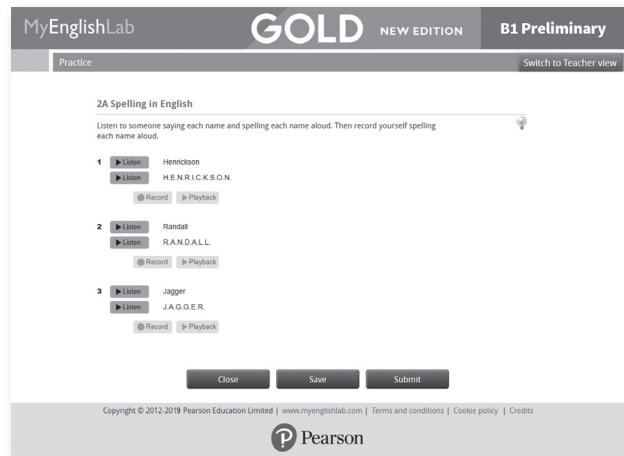 MyEnglishLab
GOLD NEW EDITION
B1 Preliminary
Practice
Switch to Teacher view
2A Spelling in English
Listen to someone saying each name and spelling each name aloud. Then record yourself spelling
each name aloud.
1 Listen Henrickson
Listen H.E.N.R.I.C.K.S.O.N.
Record Playback
2 Listen Randall
Listen R.A.N.D.A.L.L.
Record Playback
3 Listen Jagger
Listen J.A.G.G.E.R.
Record Playback
Close Save Submit
Copyright © 2012-2019 Pearson Education Limited | www.myenglishlab.com | Terms and conditions | Cookie policy | Credits
P Pearson